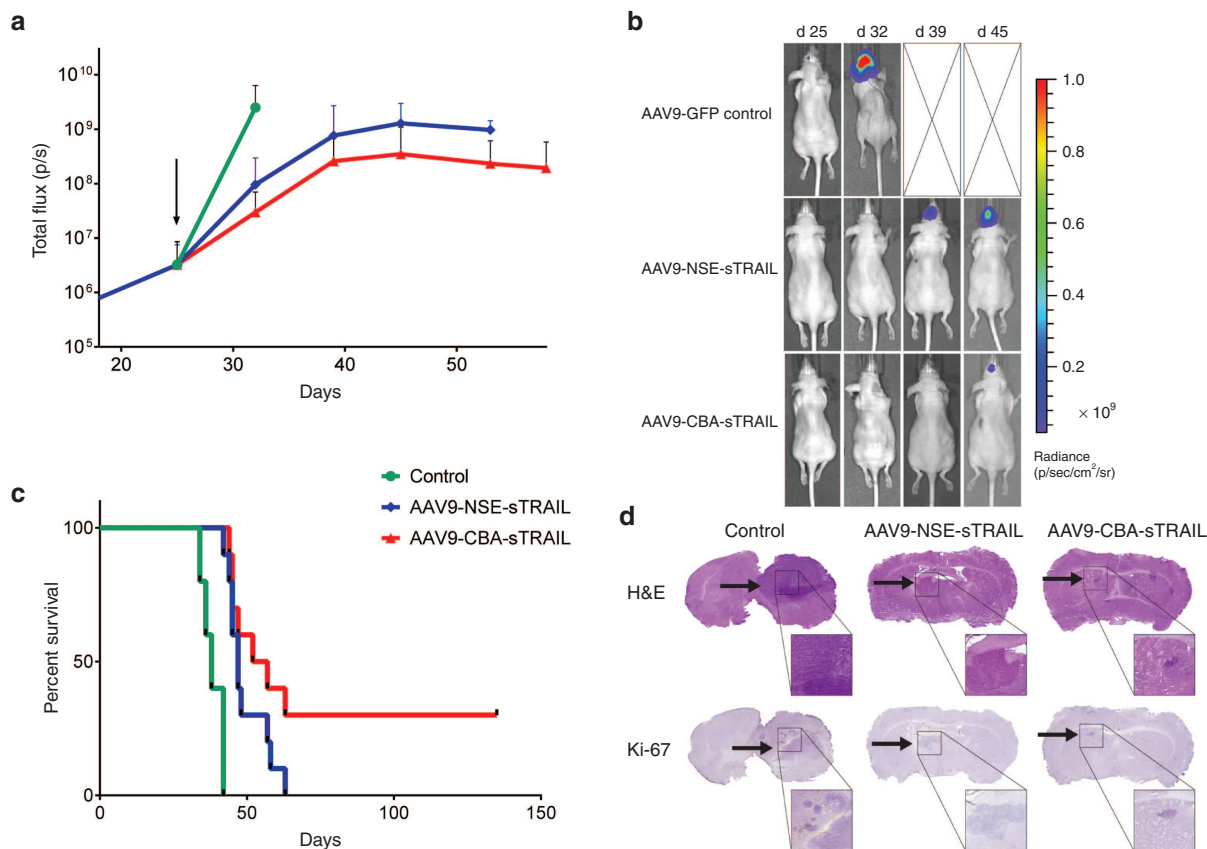 a
10¹⁰
10⁹
10⁸
10⁷
10⁶
10⁵
Total flux (p/s)
20
30
40
50
Days
b
d 25
d 32
d 39
d 45
AAV9-GFP control
AAV9-NSE-sTRAIL
AAV9-CBA-sTRAIL
1.0
0.8
0.6
0.4
0.2
× 10⁹
Radiance
(p/sec/cm²/sr)
c
Control
AAV9-NSE-sTRAIL
AAV9-CBA-sTRAIL
100
50
0
Percent survival
0
50
100
150
Days
d
Control
AAV9-NSE-sTRAIL
AAV9-CBA-sTRAIL
H&E
Ki-67